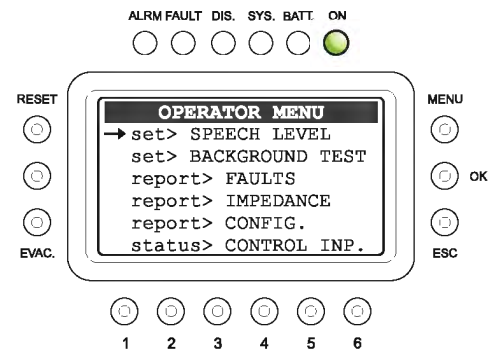 ALRM FAULT DIS. SYS. BATT. ON
RESET
MENU
OPERATOR MENU
set> SPEECH LEVEL
set> BACKGROUND TEST
report> FAULTS
OK
report> IMPEDANCE
report> CONFIG.
status> CONTROL INP.
EVAC.
ESC
1 2 3 4 5 6